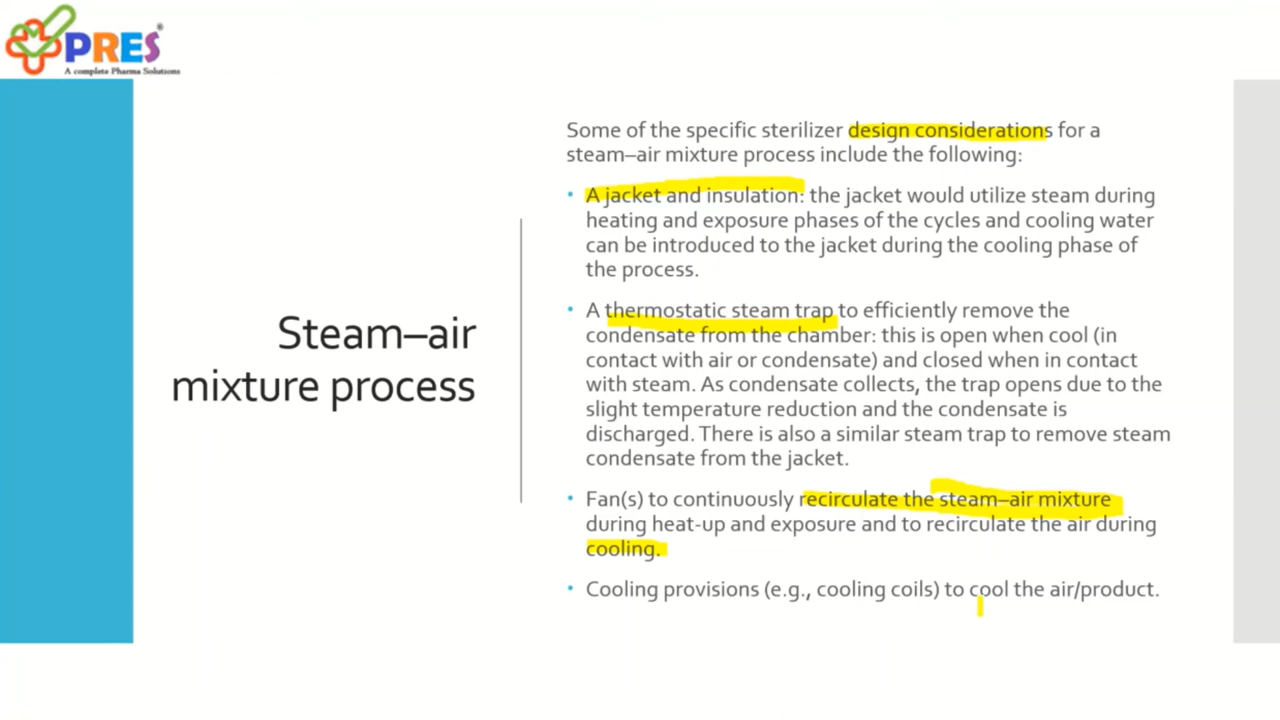 PRES®
A complete Pharma Solutions
Steam–air
mixture process
Some of the specific sterilizer design considerations for a
steam–air mixture process include the following:
• A jacket and insulation: the jacket would utilize steam during
heating and exposure phases of the cycles and cooling water
can be introduced to the jacket during the cooling phase of
the process.
• A thermostatic steam trap to efficiently remove the
condensate from the chamber: this is open when cool (in
contact with air or condensate) and closed when in contact
with steam. As condensate collects, the trap opens due to the
slight temperature reduction and the condensate is
discharged. There is also a similar steam trap to remove steam
condensate from the jacket.
• Fan(s) to continuously recirculate the steam–air mixture
during heat-up and exposure and to recirculate the air during
cooling.
• Cooling provisions (e.g., cooling coils) to cool the air/product.